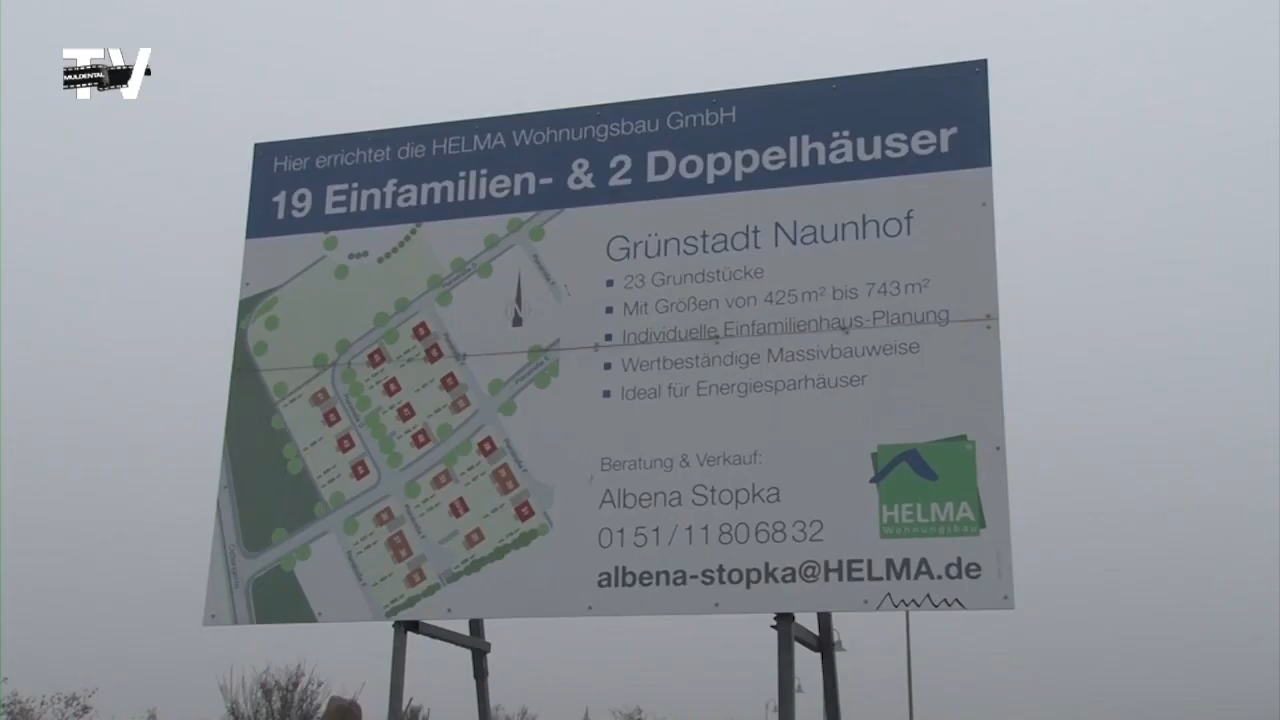 TV
MULDENTAL
Hier errichtet die HELMA Wohnungsbau GmbH
19 Einfamilien- & 2 Doppelhäuser
Grünstadt Naunhof
23 Grundstücke
Mit Größen von 425 m² bis 743 m²
Individuelle Einfamilienhaus-Planung
Wertbeständige Massivbauweise
Ideal für Energiesparhäuser
Beratung & Verkauf:
Albena Stopka
0151/11806832
albena-stopka@HELMA.de
HELMA
Wohnungsbau